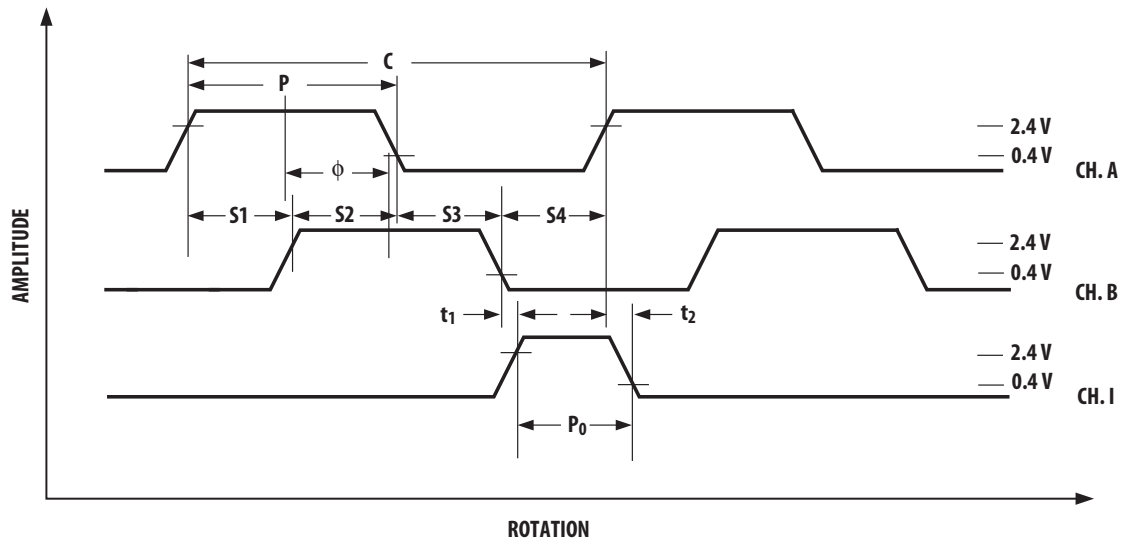 C
P
2.4 V
0.4 V
CH. A
ϕ
S1 S2 S3 S4
AMPLITUDE
2.4 V
0.4 V
CH. B
t1 t2
2.4 V
0.4 V
CH. I
P0
ROTATION